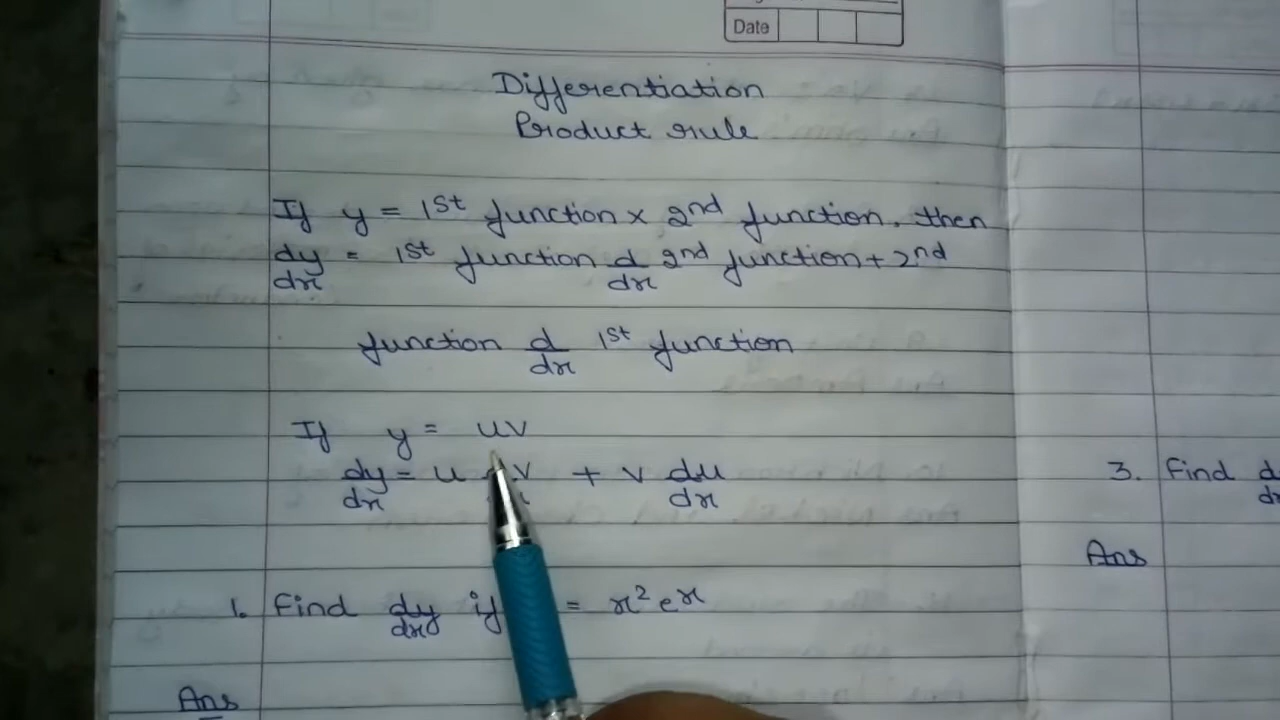 Date
Differentiation
Product rule
If y = 1st function x 2nd function. then
dy/dx = 1st function d/dx 2nd function + 2nd
function d/dx 1st function
If y = uv
dy/dx = u v + v du/dx
1. Find dy/dx if = x² eˣ
Ans
3. Find
Ans